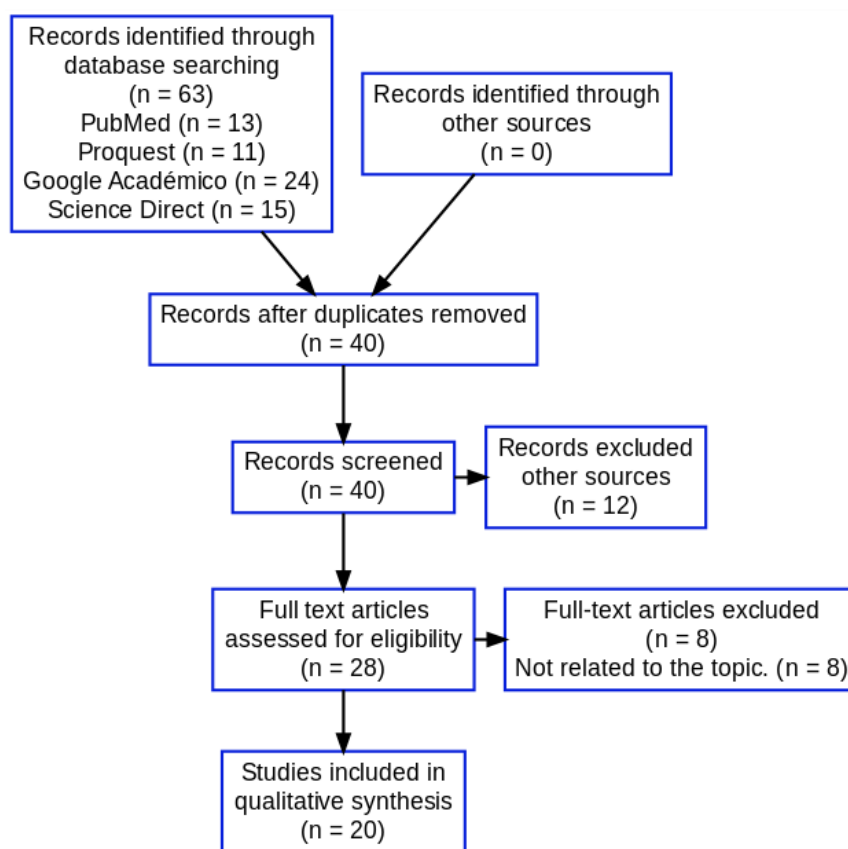 Records identified through
database searching
(n = 63)
PubMed (n = 13)
Proquest (n = 11)
Google Académico (n = 24)
Science Direct (n = 15)
Records identified through
other sources
(n = 0)
Records after duplicates removed
(n = 40)
Records screened
(n = 40)
Records excluded
other sources
(n = 12)
Full text articles
assessed for eligibility
(n = 28)
Full-text articles excluded
(n = 8)
Not related to the topic. (n = 8)
Studies included in
qualitative synthesis
(n = 20)